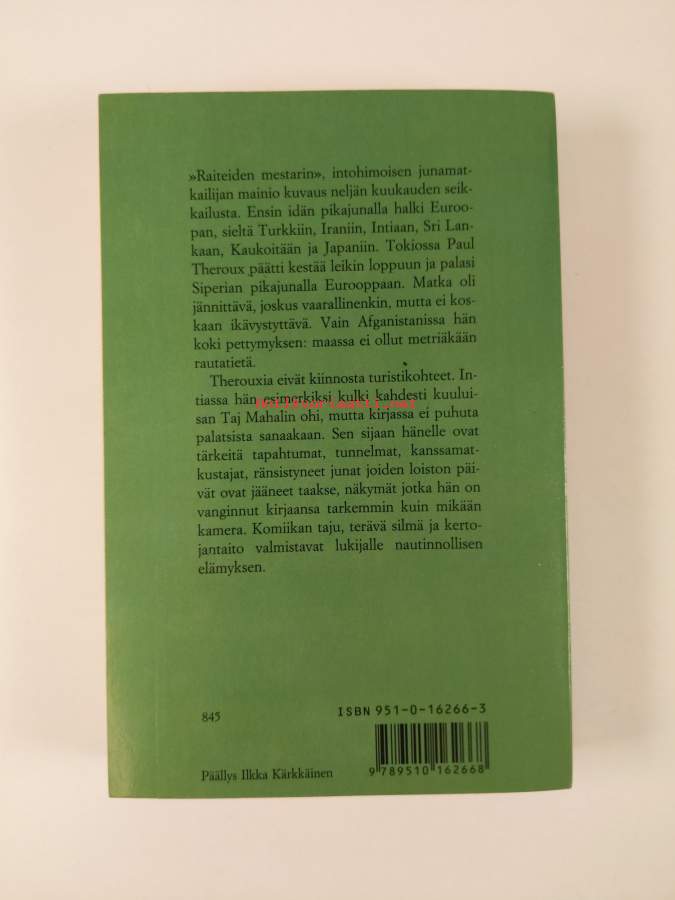 »Raiteiden mestarin», intohimoisen junamat-
kailijan mainio kuvaus neljän kuukauden seik-
kailusta. Ensin idän pikajunalla halki Euroo-
pan, sieltä Turkkiin, Iraniin, Intiaan, Sri Lan-
kaan, Kaukoitään ja Japaniin. Tokiossa Paul
Theroux päätti kestää leikin loppuun ja palasi
Siperian pikajunalla Eurooppaan. Matka oli
jännittävä, joskus vaarallinenkin, mutta ei kos-
kaan ikävystyttävä. Vain Afganistanissa hän
koki pettymyksen: maassa ei ollut metriäkään
rautatietä.
Therouxia eivät kiinnosta turistikohteet. In-
tiassa hän esimerkiksi kulki kahdesti kuului-
san Taj Mahalin ohi, mutta kirjassa ei puhuta
palatsista sanaakaan. Sen sijaan hänelle ovat
tärkeitä tapahtumat, tunnelmat, kanssamat-
kustajat, ränsistyneet junat joiden loiston päi-
vät ovat jääneet taakse, näkymät jotka hän on
vanginnut kirjaansa tarkemmin kuin mikään
kamera. Komiikan taju, terävä silmä ja kerto-
jantaito valmistavat lukijalle nautinnollisen
elämyksen.
845
ISBN 951-0-16266-3
Päällys Ilkka Kärkkäinen
9 789510 162668